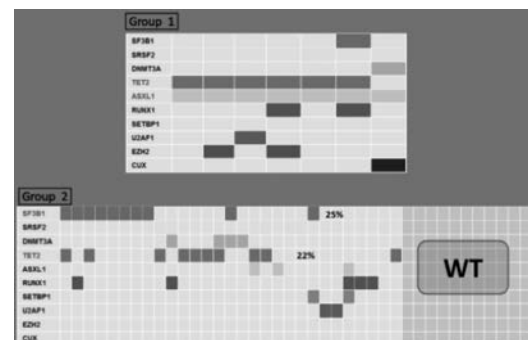 Group 1
SF3B1
SRSF2
DNMT3A
TET2
ASXL1
RUNX1
SETBP1
U2AF1
EZH2
CUX
Group 2
SF3B1 25%
SRSF2
DNMT3A
TET2 22%
ASXL1
RUNX1
SETBP1
U2AF1
EZH2
CUX
WT